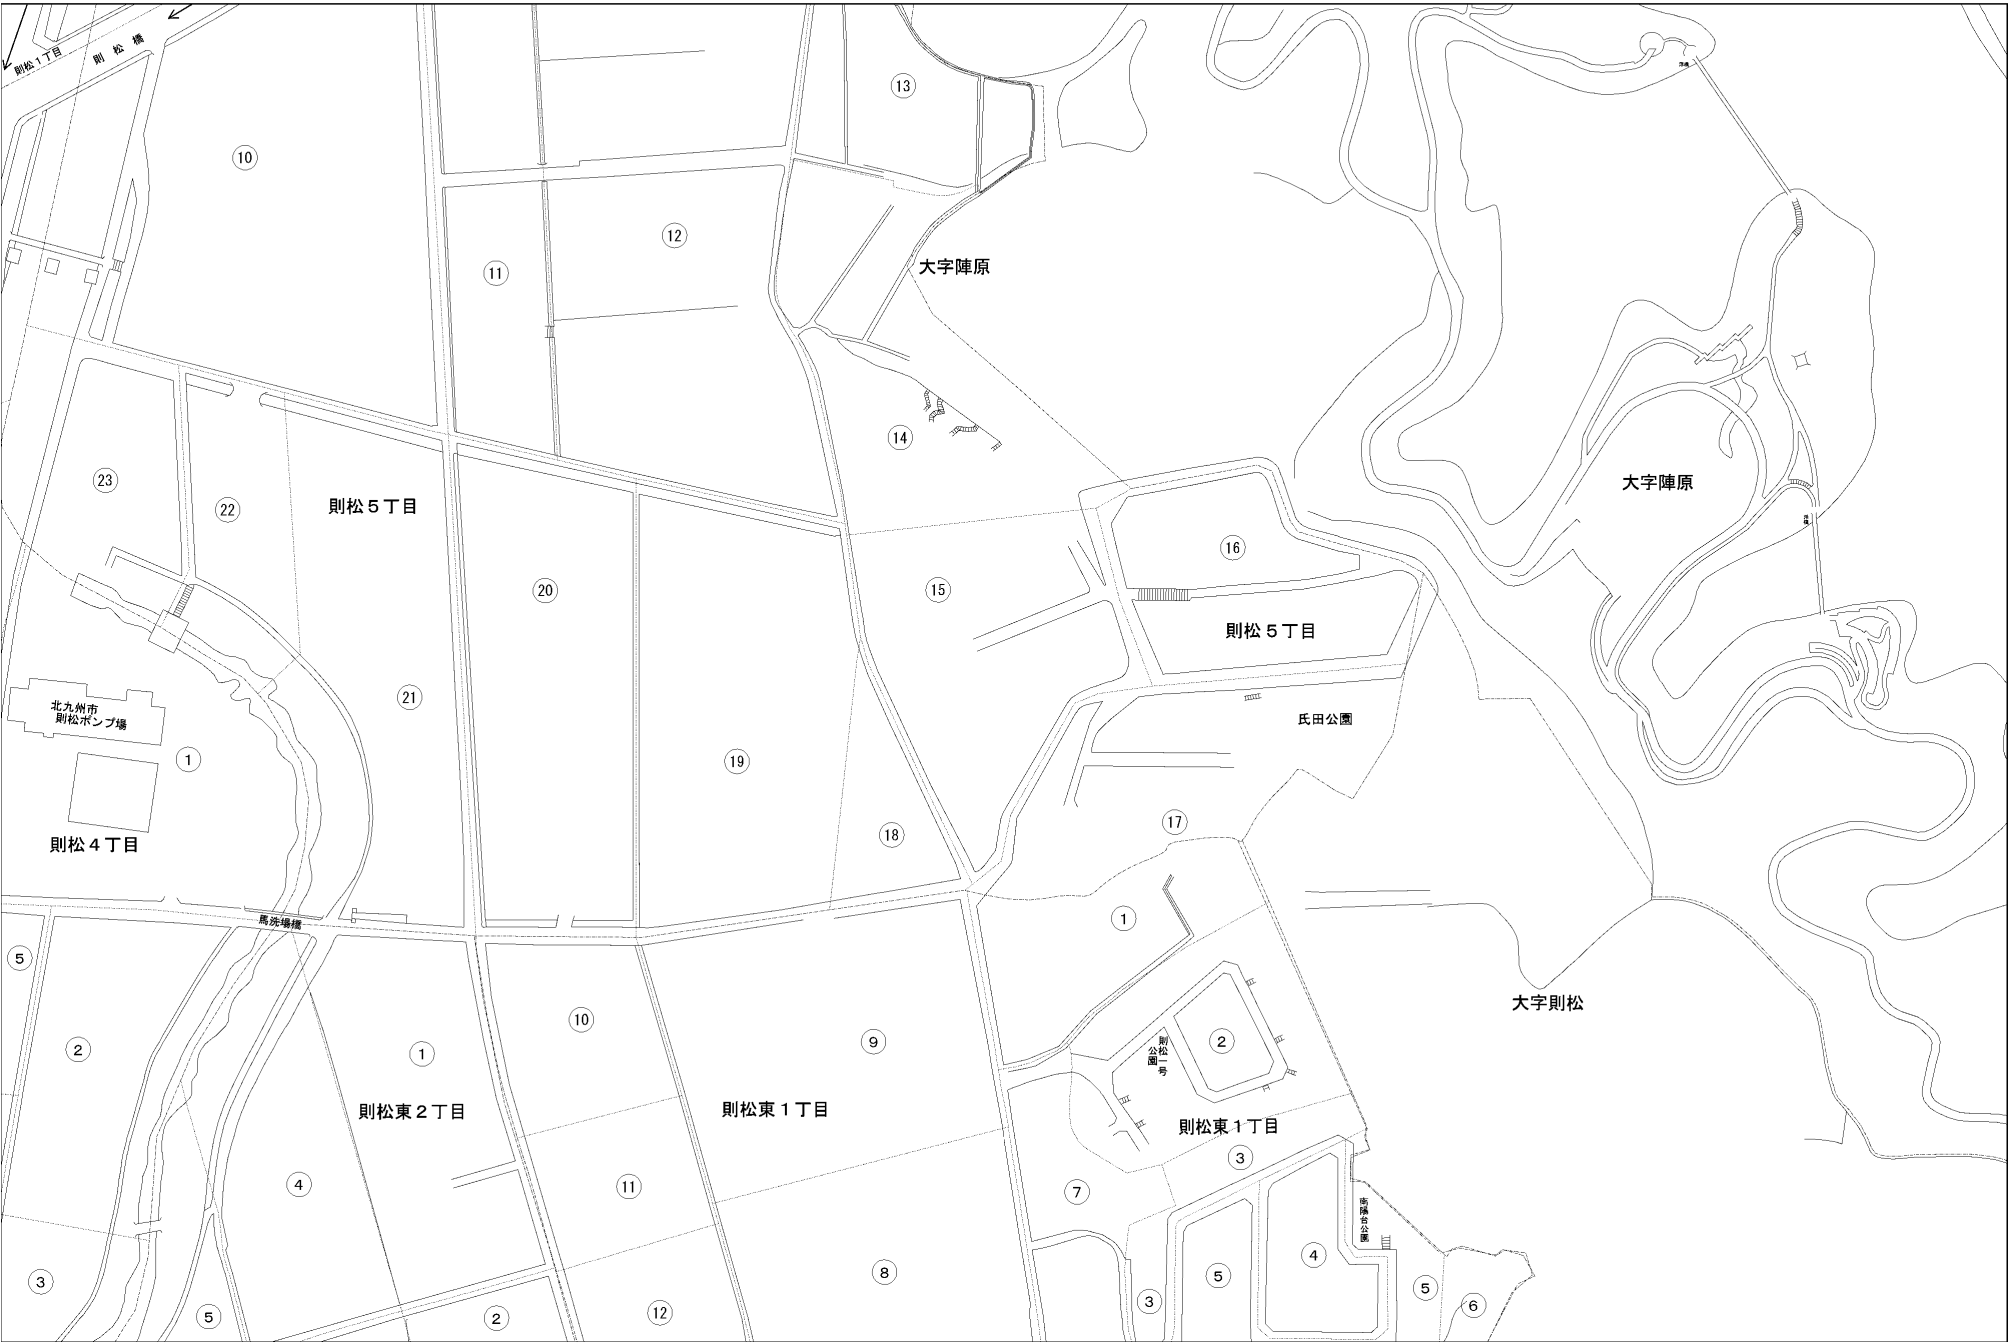 則松１丁目
則松橋
浮橋
⑬
⑩
⑫
⑪
大字陣原
⑭
㉓
㉒
則松５丁目
大字陣原
浮橋
⑯
⑳
⑮
則松５丁目
㉑
北九州市
則松ポンプ場
氏田公園
①
⑲
⑰
⑱
則松４丁目
①
馬洗場橋
⑤
大字則松
⑩
⑨
②
②
①
則松一号
公園
則松東２丁目
則松東１丁目
則松東１丁目
③
④
⑪
⑦
南陽台公園
④
⑧
⑤
⑤
③
③
⑥
⑤
②
⑫